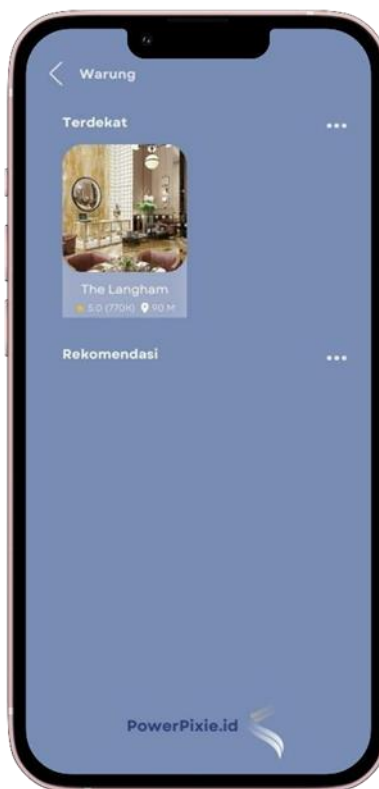 Warung
Terdekat
The Langham
5.0 (770K) 90 M
Rekomendasi
PowerPixie.id